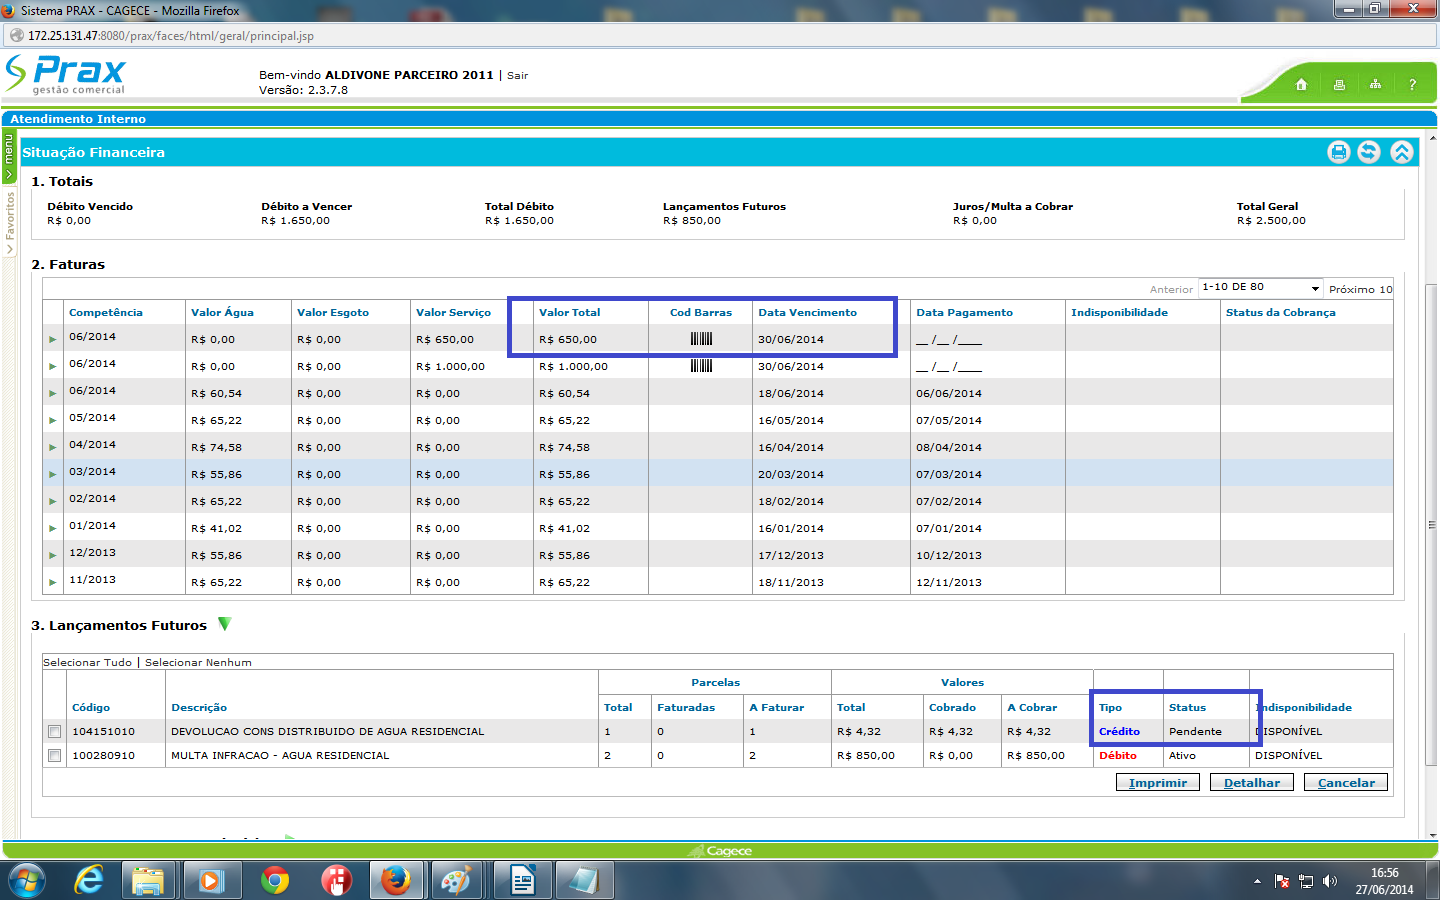 Sistema PRAX - CAGECE - Mozilla Firefox
172.25.131.47:8080/prax/faces/html/geral/principal.jsp
Prax
gestão comercial
Bem-vindo ALDIVONE PARCEIRO 2011 | Sair
Versão: 2.3.7.8
?
Atendimento Interno
menu
Favoritos
Situação Financeira
1. Totais
Débito Vencido Débito a Vencer Total Débito Lançamentos Futuros Juros/Multa a Cobrar Total Geral
R$ 0,00 R$ 1.650,00 R$ 1.650,00 R$ 850,00 R$ 0,00 R$ 2.500,00
2. Faturas
Anterior 1-10 DE 80 Próximo 10
Competência Valor Água Valor Esgoto Valor Serviço Valor Total Cod Barras Data Vencimento Data Pagamento Indisponibilidade Status da Cobrança
06/2014 R$ 0,00 R$ 0,00 R$ 650,00 R$ 650,00 30/06/2014 __ /__ /____
06/2014 R$ 0,00 R$ 0,00 R$ 1.000,00 R$ 1.000,00 30/06/2014 __ /__ /____
06/2014 R$ 60,54 R$ 0,00 R$ 0,00 R$ 60,54 18/06/2014 06/06/2014
05/2014 R$ 65,22 R$ 0,00 R$ 0,00 R$ 65,22 16/05/2014 07/05/2014
04/2014 R$ 74,58 R$ 0,00 R$ 0,00 R$ 74,58 16/04/2014 08/04/2014
03/2014 R$ 55,86 R$ 0,00 R$ 0,00 R$ 55,86 20/03/2014 07/03/2014
02/2014 R$ 65,22 R$ 0,00 R$ 0,00 R$ 65,22 18/02/2014 07/02/2014
01/2014 R$ 41,02 R$ 0,00 R$ 0,00 R$ 41,02 16/01/2014 07/01/2014
12/2013 R$ 55,86 R$ 0,00 R$ 0,00 R$ 55,86 17/12/2013 10/12/2013
11/2013 R$ 65,22 R$ 0,00 R$ 0,00 R$ 65,22 18/11/2013 12/11/2013
3. Lançamentos Futuros
Selecionar Tudo | Selecionar Nenhum
Parcelas Valores
Código Descrição Total Faturadas A Faturar Total Cobrado A Cobrar Tipo Status Indisponibilidade
104151010 DEVOLUCAO CONS DISTRIBUIDO DE AGUA RESIDENCIAL 1 0 1 R$ 4,32 R$ 4,32 R$ 4,32 Crédito Pendente DISPONÍVEL
100280910 MULTA INFRACAO - AGUA RESIDENCIAL 2 0 2 R$ 850,00 R$ 0,00 R$ 850,00 Débito Ativo DISPONÍVEL
Imprimir Detalhar Cancelar
Cagece
16:56
27/06/2014